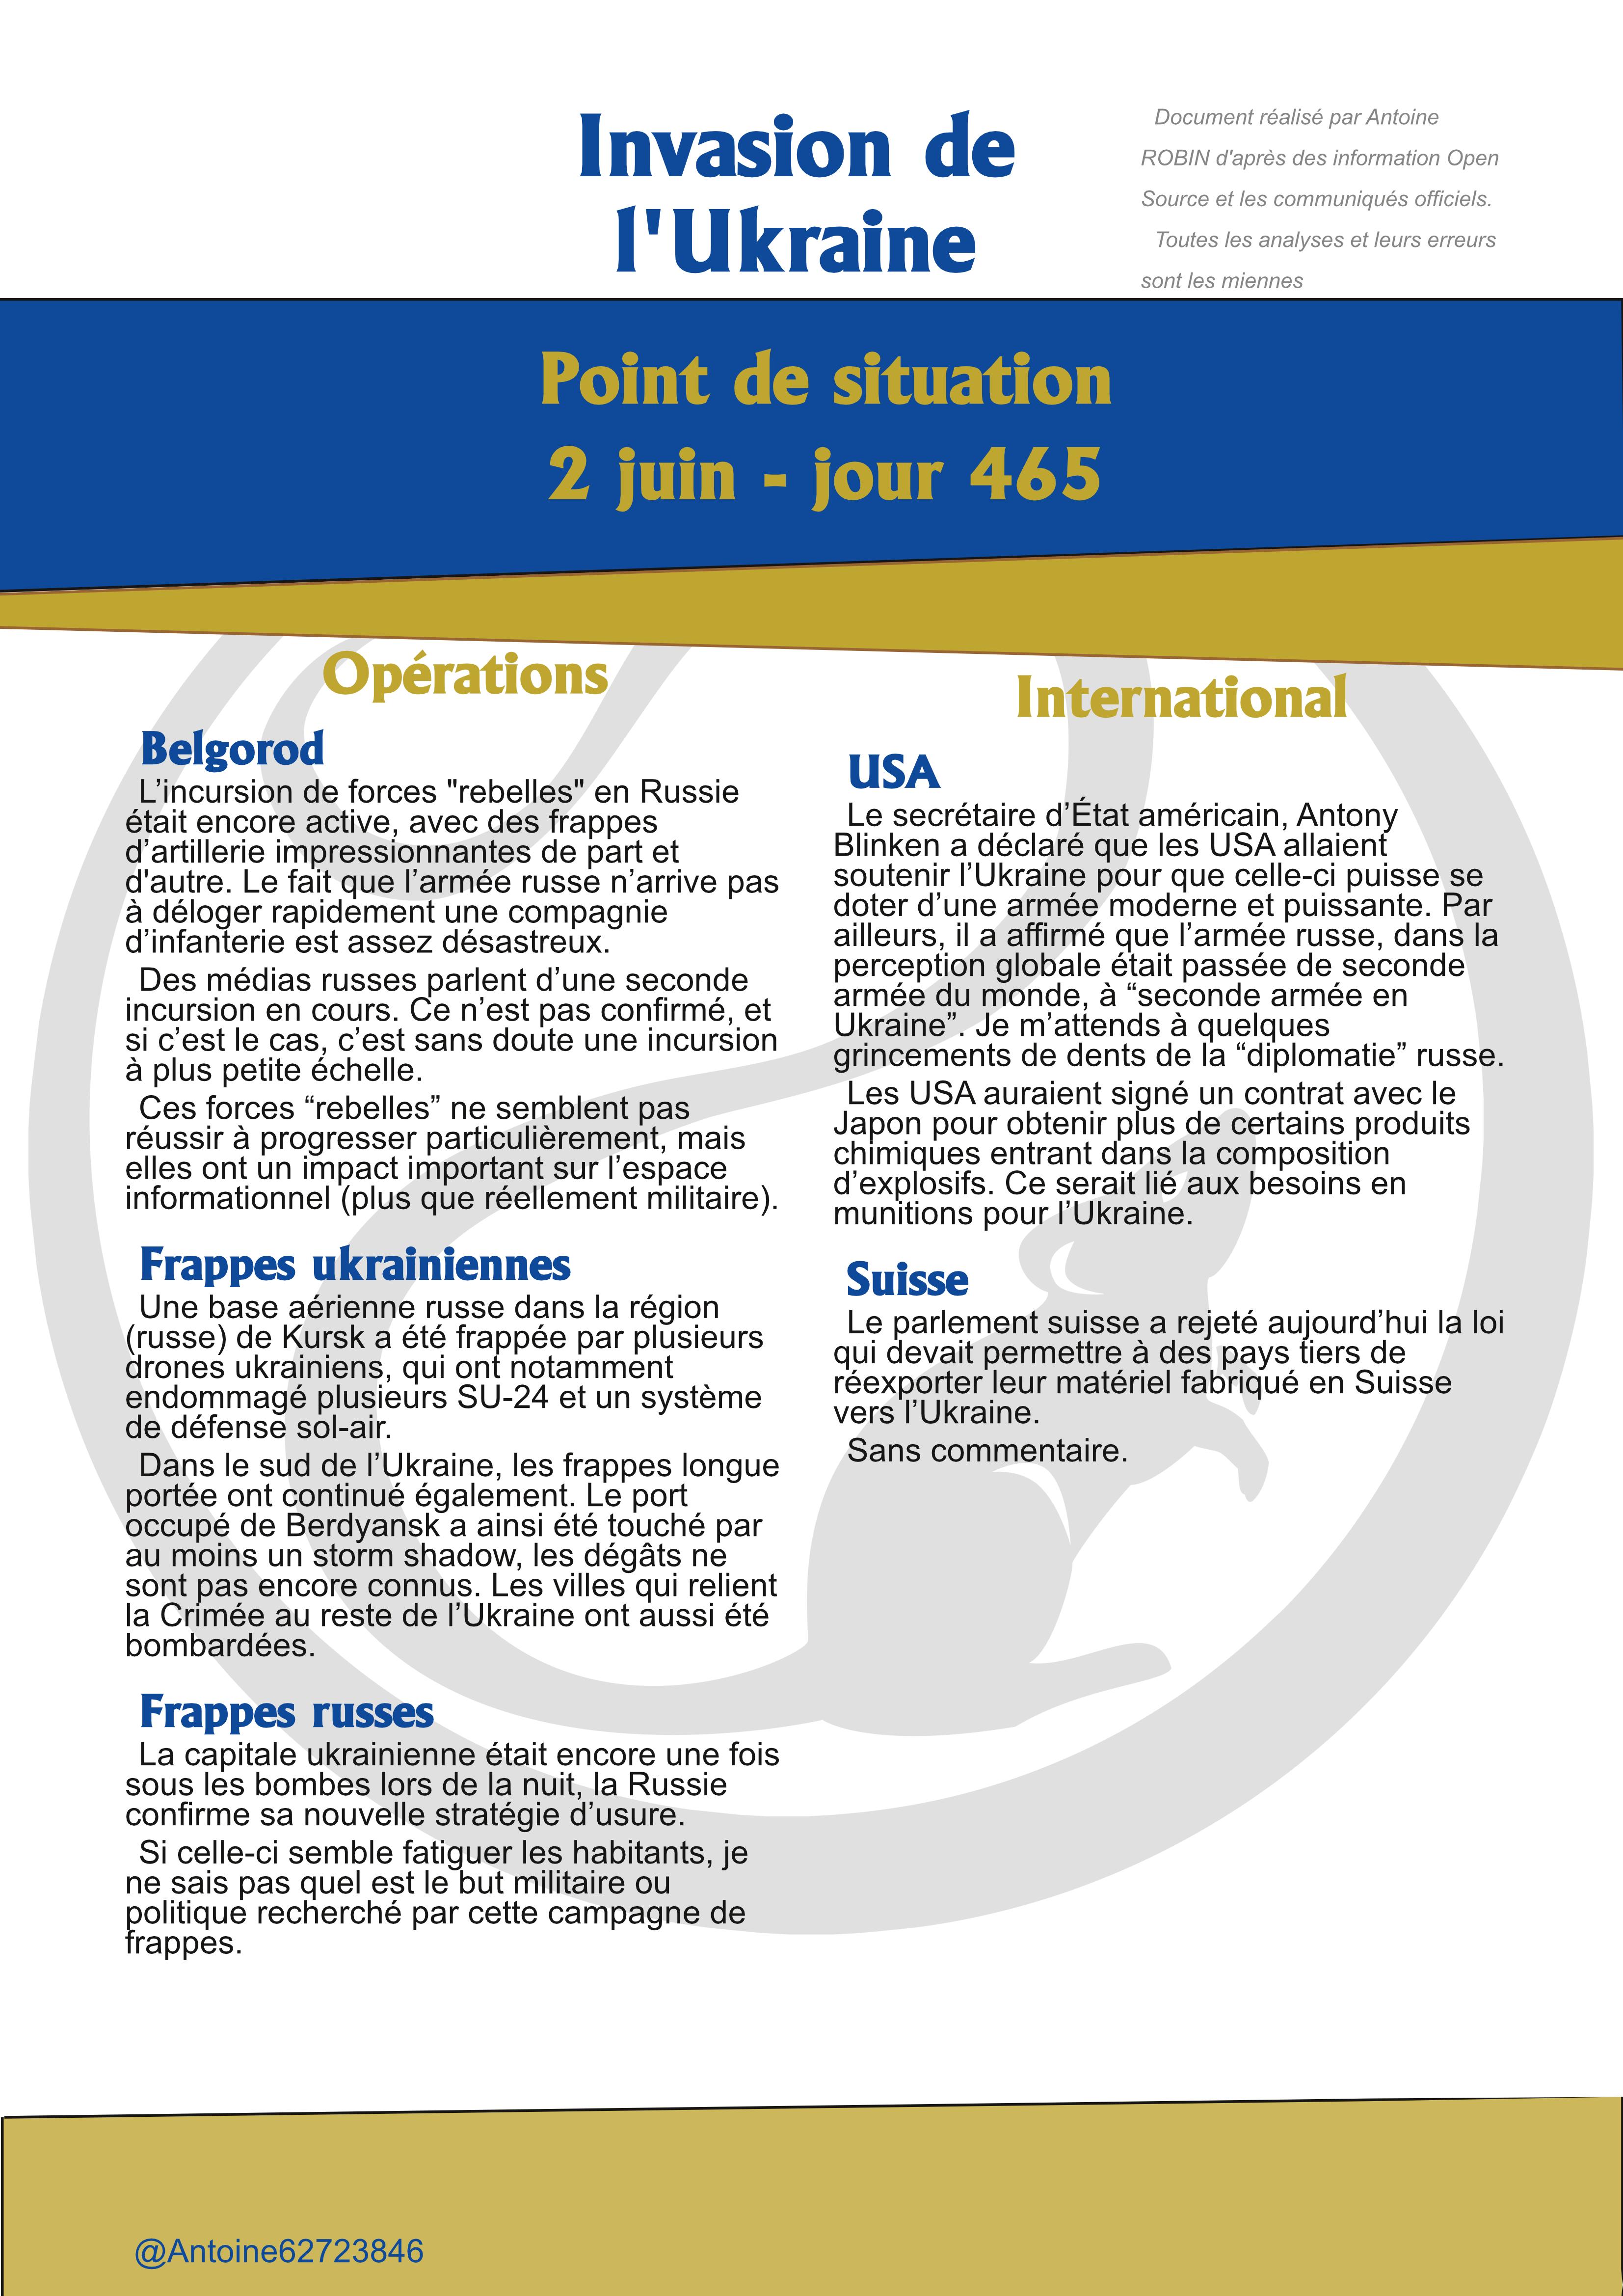 Invasion de
l'Ukraine
Document réalisé par Antoine
ROBIN d'après des information Open
Source et les communiqués officiels.
Toutes les analyses et leurs erreurs
sont les miennes
Point de situation
2 juin - jour 465
Opérations
Belgorod
L’incursion de forces "rebelles" en Russie
était encore active, avec des frappes
d’artillerie impressionnantes de part et
d'autre. Le fait que l’armée russe n’arrive pas
à déloger rapidement une compagnie
d’infanterie est assez désastreux.
Des médias russes parlent d’une seconde
incursion en cours. Ce n’est pas confirmé, et
si c’est le cas, c’est sans doute une incursion
à plus petite échelle.
Ces forces “rebelles” ne semblent pas
réussir à progresser particulièrement, mais
elles ont un impact important sur l’espace
informationnel (plus que réellement militaire).
Frappes ukrainiennes
Une base aérienne russe dans la région
(russe) de Kursk a été frappée par plusieurs
drones ukrainiens, qui ont notamment
endommagé plusieurs SU-24 et un système
de défense sol-air.
Dans le sud de l’Ukraine, les frappes longue
portée ont continué également. Le port
occupé de Berdyansk a ainsi été touché par
au moins un storm shadow, les dégâts ne
sont pas encore connus. Les villes qui relient
la Crimée au reste de l’Ukraine ont aussi été
bombardées.
Frappes russes
La capitale ukrainienne était encore une fois
sous les bombes lors de la nuit, la Russie
confirme sa nouvelle stratégie d’usure.
Si celle-ci semble fatiguer les habitants, je
ne sais pas quel est le but militaire ou
politique recherché par cette campagne de
frappes.
International
USA
Le secrétaire d’État américain, Antony
Blinken a déclaré que les USA allaient
soutenir l’Ukraine pour que celle-ci puisse se
doter d’une armée moderne et puissante. Par
ailleurs, il a affirmé que l’armée russe, dans la
perception globale était passée de seconde
armée du monde, à “seconde armée en
Ukraine”. Je m’attends à quelques
grincements de dents de la “diplomatie” russe.
Les USA auraient signé un contrat avec le
Japon pour obtenir plus de certains produits
chimiques entrant dans la composition
d’explosifs. Ce serait lié aux besoins en
munitions pour l’Ukraine.
Suisse
Le parlement suisse a rejeté aujourd’hui la loi
qui devait permettre à des pays tiers de
réexporter leur matériel fabriqué en Suisse
vers l’Ukraine.
Sans commentaire.
@Antoine62723846